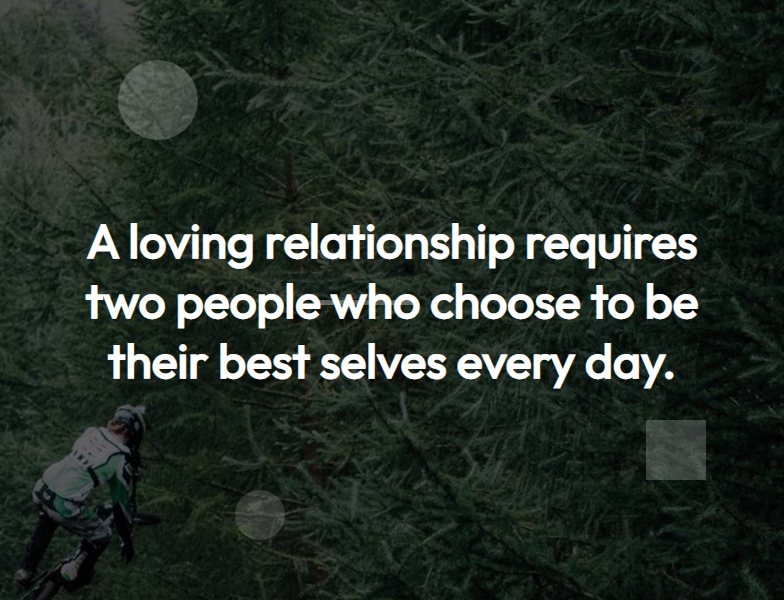 A loving relationship requires
two people who choose to be
their best selves every day.